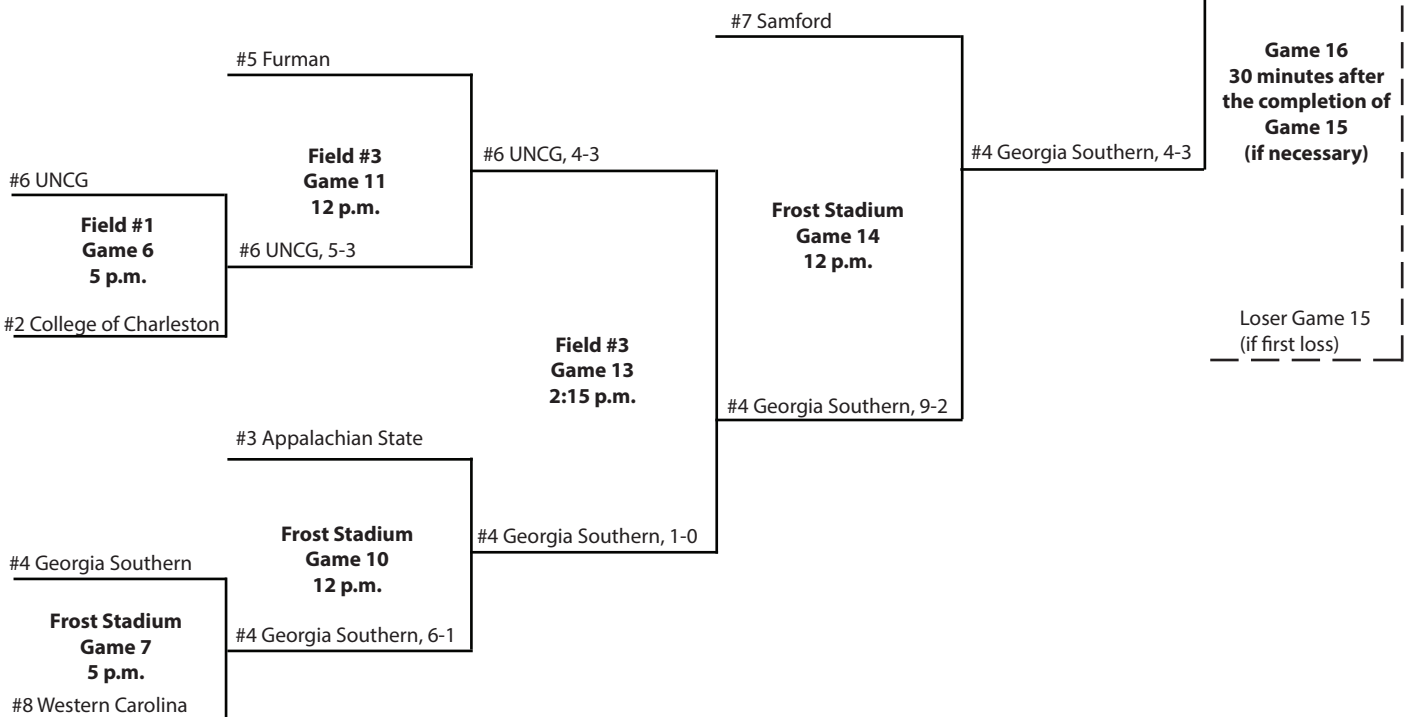 #7 Samford
#5 Furman
Game 16
30 minutes after
the completion of
Game 15
(if necessary)
Field #3
Game 11
12 p.m.
#6 UNCG, 4-3
#4 Georgia Southern, 4-3
#6 UNCG
Field #1
Game 6
5 p.m.
#6 UNCG, 5-3
Frost Stadium
Game 14
12 p.m.
#2 College of Charleston
Loser Game 15
(if first loss)
Field #3
Game 13
2:15 p.m.
#4 Georgia Southern, 9-2
#3 Appalachian State
Frost Stadium
Game 10
12 p.m.
#4 Georgia Southern, 1-0
#4 Georgia Southern
Frost Stadium
Game 7
5 p.m.
#4 Georgia Southern, 6-1
#8 Western Carolina